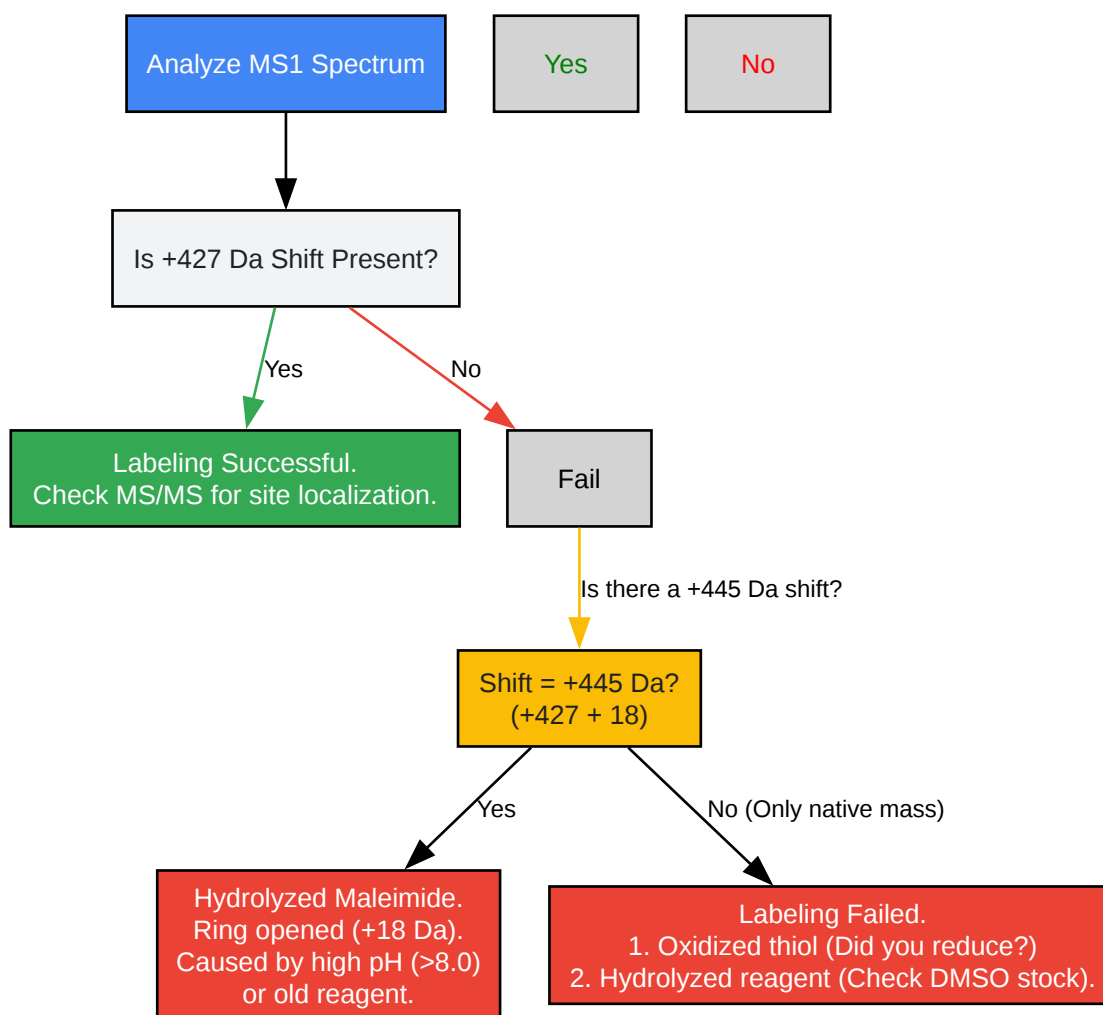 Analyze MS1 Spectrum
Yes
No
Is +427 Da Shift Present?
Yes
No
Labeling Successful.
Check MS/MS for site localization.
Fail
Is there a +445 Da shift?
Shift = +445 Da?
(+427 + 18)
Yes
No (Only native mass)
Hydrolyzed Maleimide.
Ring opened (+18 Da).
Caused by high pH (>8.0)
or old reagent.
Labeling Failed.
1. Oxidized thiol (Did you reduce?)
2. Hydrolyzed reagent (Check DMSO stock).